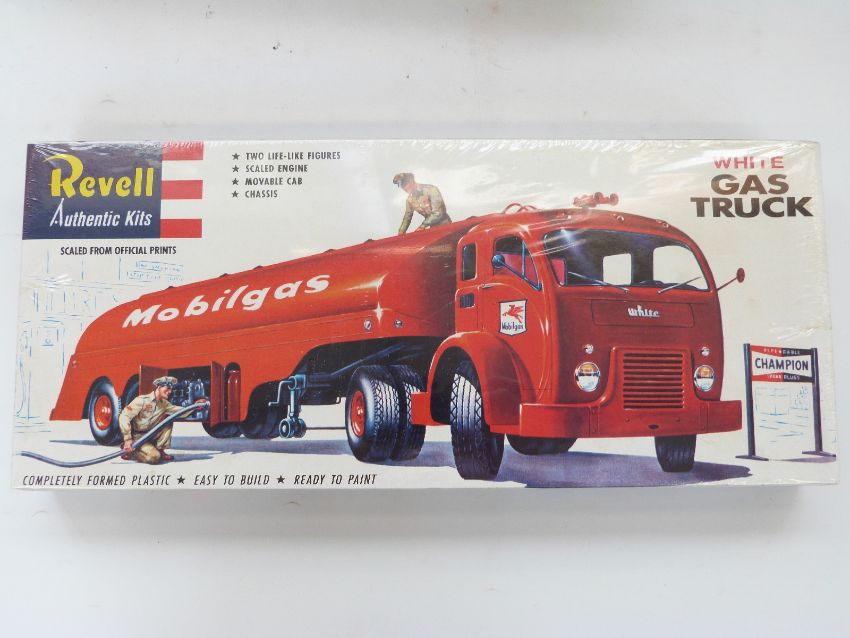 Revell
Authentic Kits
SCALED FROM OFFICIAL PRINTS
★ TWO LIFE-LIKE FIGURES
★ SCALED ENGINE
★ MOVABLE CAB
★ CHASSIS
WHITE
GAS
TRUCK
Mobilgas
Mobilgas
White
CHAMPION
COMPLETELY FORMED PLASTIC ★ EASY TO BUILD ★ READY TO PAINT